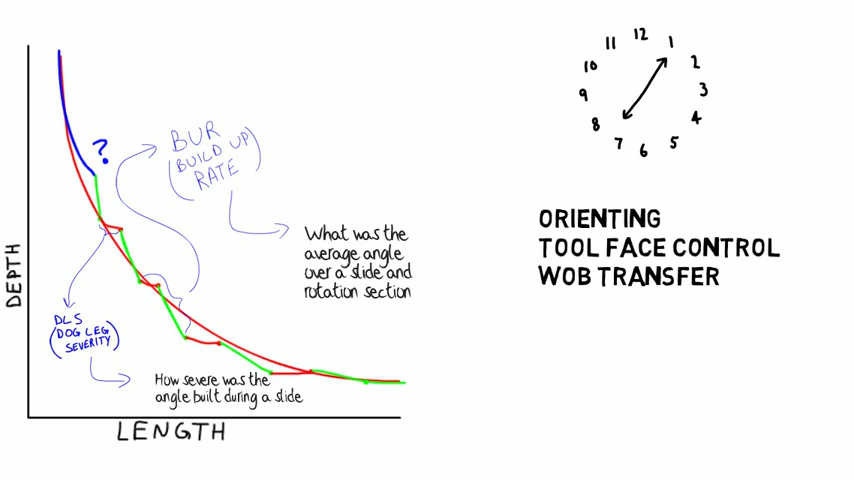 DEPTH
LENGTH
?
BUR
(BUILD UP
RATE)
What was the
average angle
over a slide and
rotation section
DLS
(DOG LEG
SEVERITY)
How severe was the
angle built during a slide
12
1
2
3
4
5
6
7
8
9
10
11
ORIENTING
TOOL FACE CONTROL
WOB TRANSFER